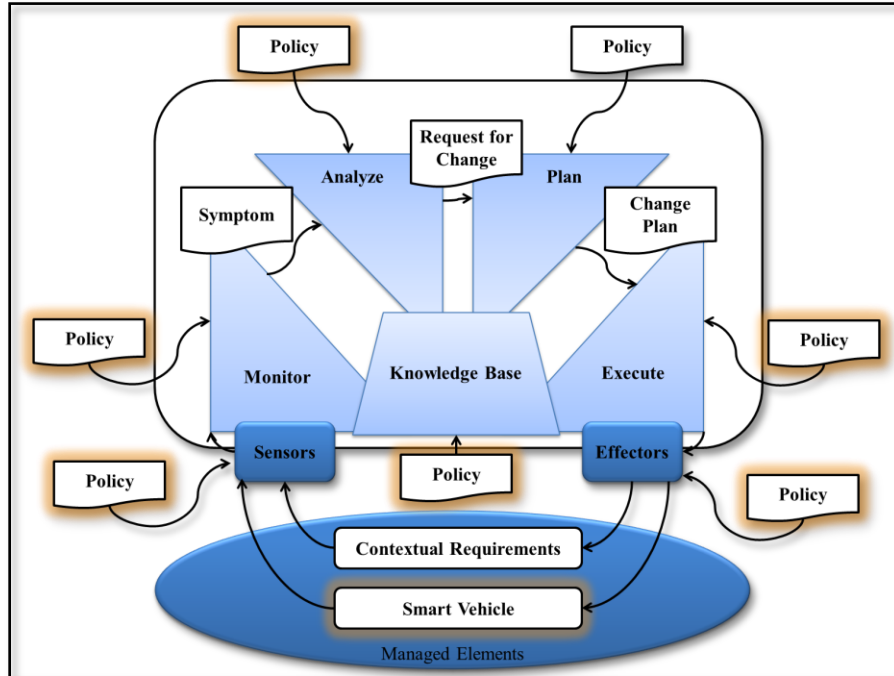 Policy
Policy
Request for
Change
Analyze
Plan
Symptom
Change
Plan
Policy
Policy
Monitor
Knowledge Base
Execute
Sensors
Effectors
Policy
Policy
Policy
Contextual Requirements
Smart Vehicle
Managed Elements